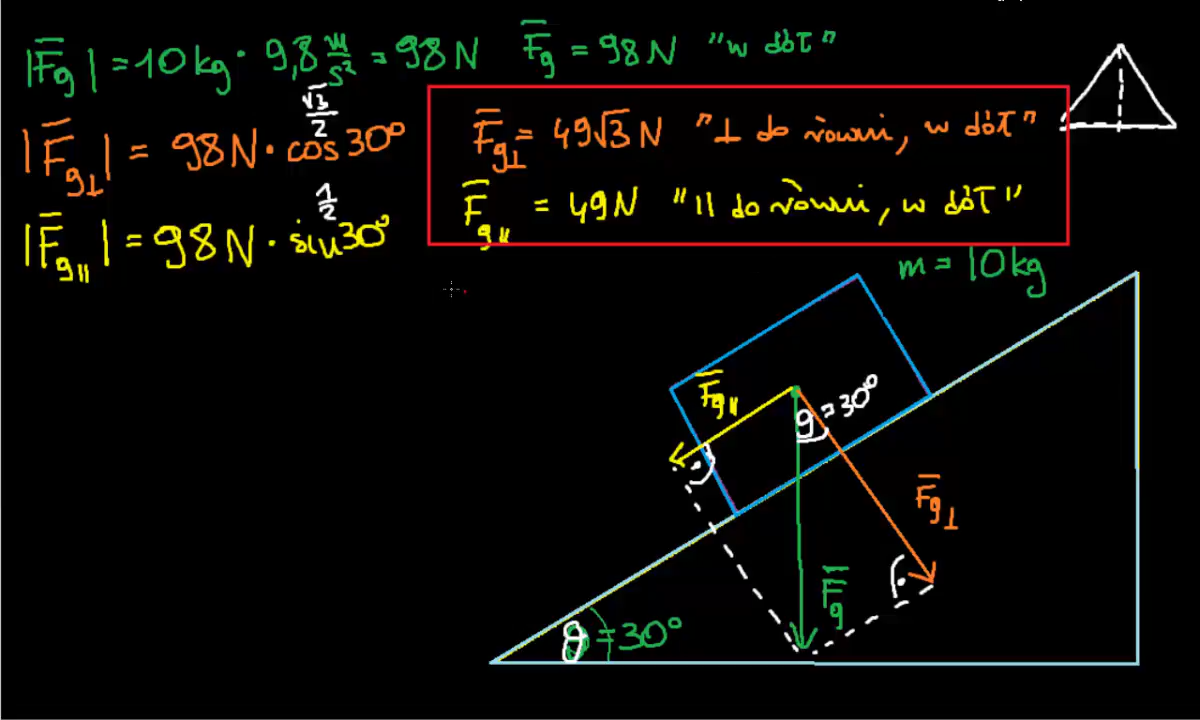 |F̅g| = 10 kg · 9,8 m/s² = 98 N F̅g = 98 N "w dół"
√3/2
|F̅g⊥| = 98 N · cos 30° F̅g⊥ = 49√3 N "⊥ do równi, w dół"
1/2
|F̅g||| = 98 N · sin 30° F̅g|| = 49 N "|| do równi, w dół"
m = 10 kg
F̅g||
θ = 30°
F̅g⊥
F̅g
θ = 30°